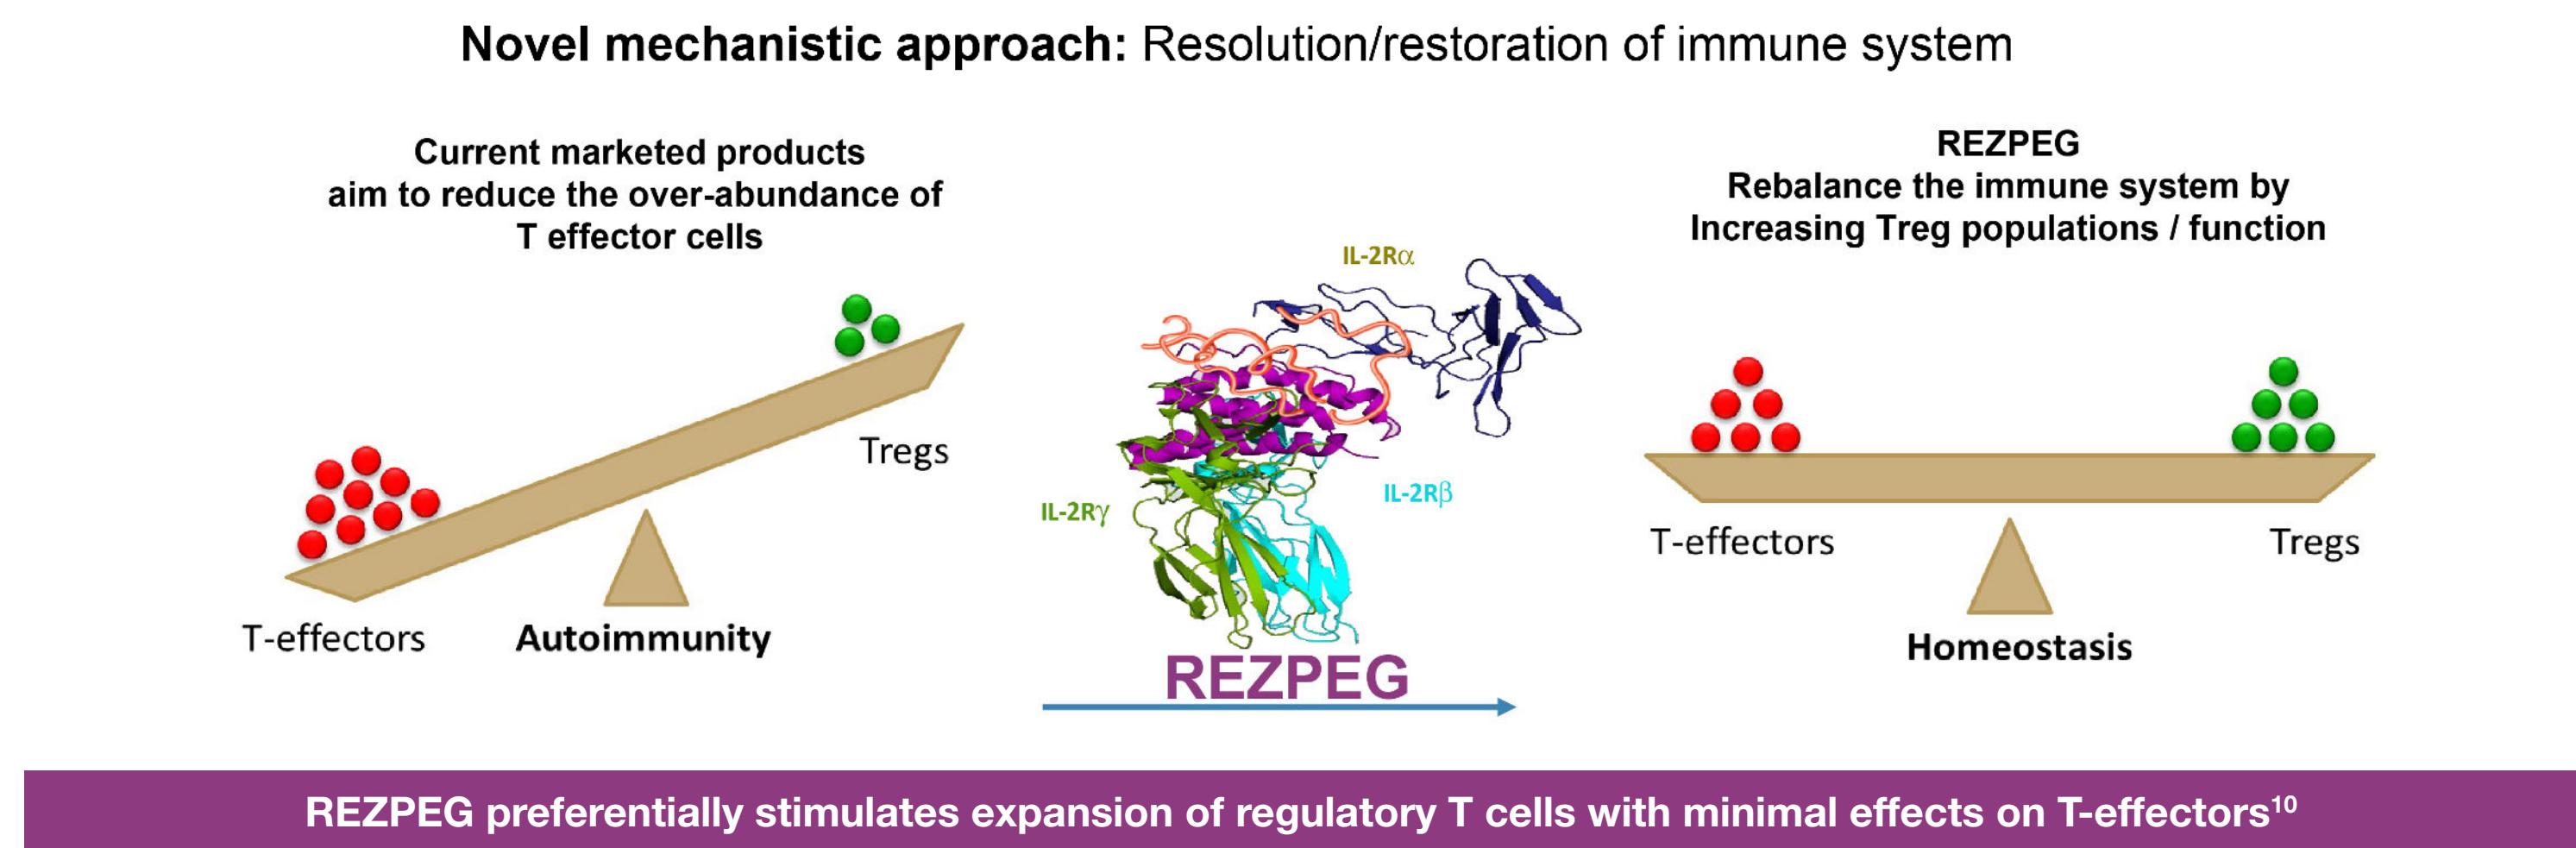 Novel mechanistic approach: Resolution/restoration of immune system
Current marketed products
aim to reduce the over-abundance of
T effector cells
Tregs
T-effectors
Autoimmunity
IL-2Rα
IL-2Rβ
IL-2Rγ
REZPEG
REZPEG
Rebalance the immune system by
Increasing Treg populations / function
T-effectors
Tregs
Homeostasis
REZPEG preferentially stimulates expansion of regulatory T cells with minimal effects on T-effectors¹⁰